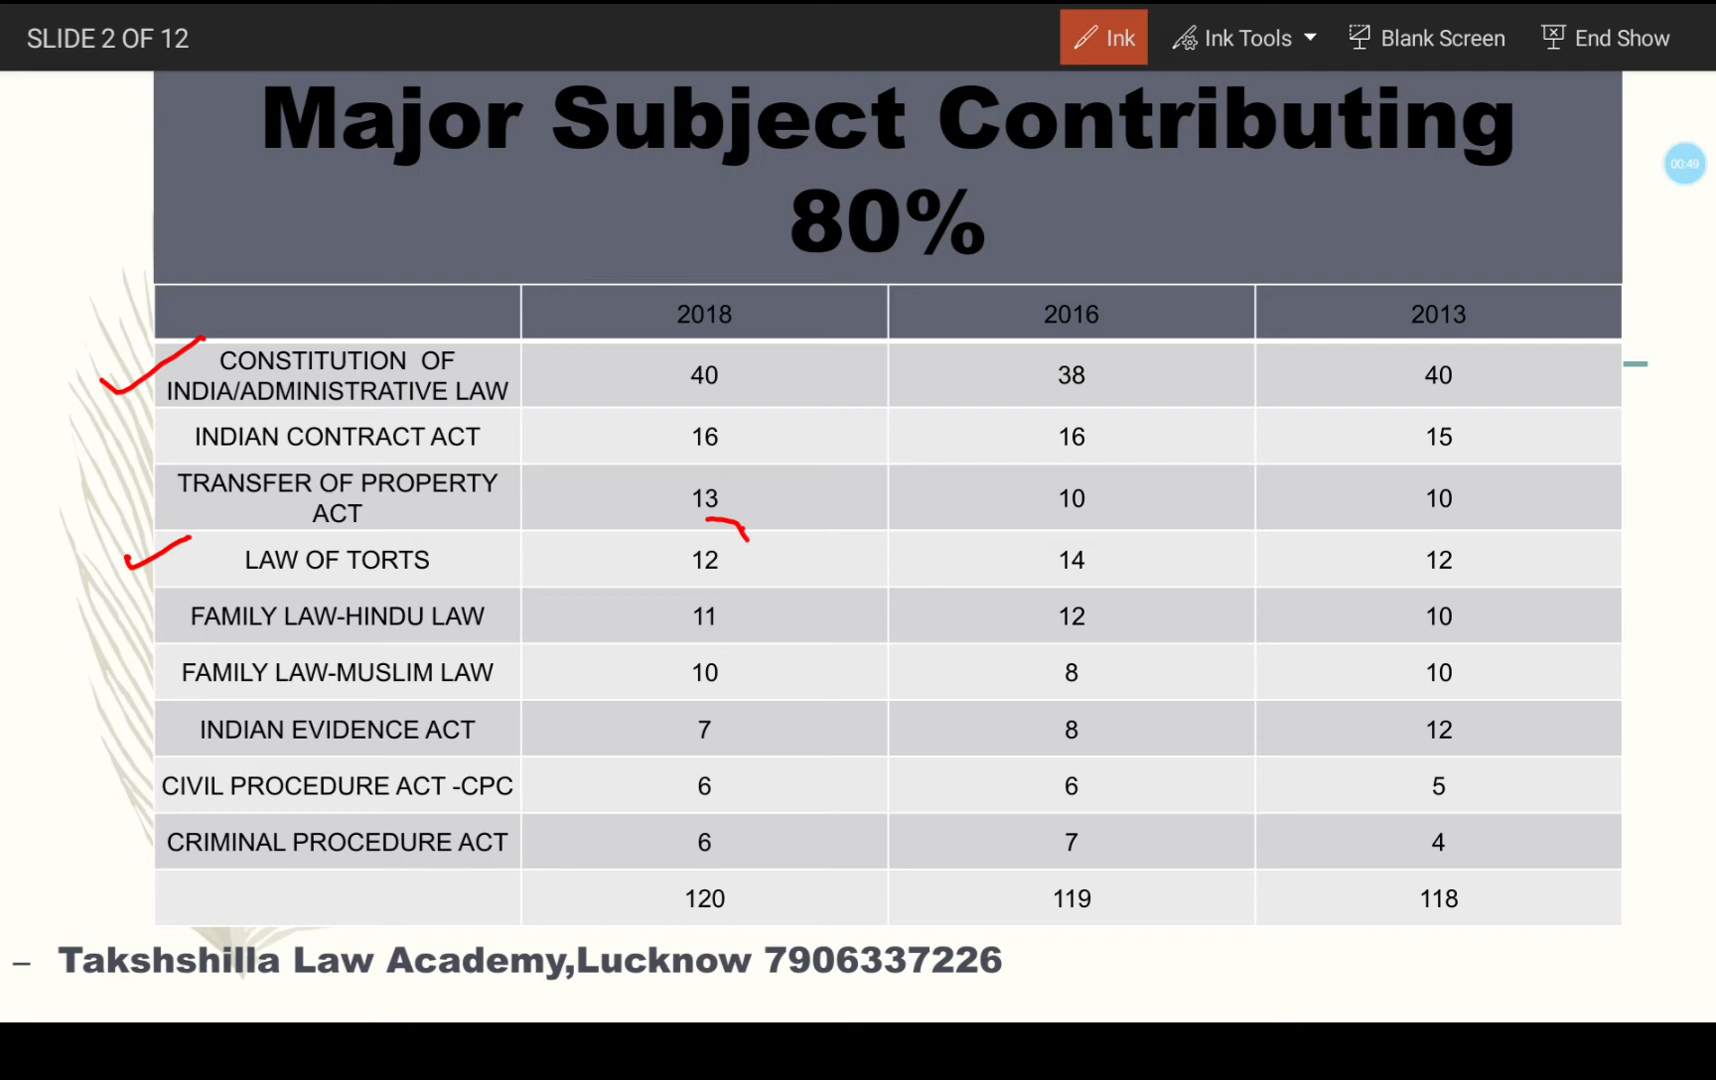 SLIDE 2 OF 12 Ink Ink Tools Blank Screen End Show
Major Subject Contributing
80%
00:49
2018 2016 2013
CONSTITUTION OF
INDIA/ADMINISTRATIVE LAW 40 38 40
INDIAN CONTRACT ACT 16 16 15
TRANSFER OF PROPERTY
ACT 13 10 10
LAW OF TORTS 12 14 12
FAMILY LAW-HINDU LAW 11 12 10
FAMILY LAW-MUSLIM LAW 10 8 10
INDIAN EVIDENCE ACT 7 8 12
CIVIL PROCEDURE ACT -CPC 6 6 5
CRIMINAL PROCEDURE ACT 6 7 4
120 119 118
– Takshshilla Law Academy,Lucknow 7906337226